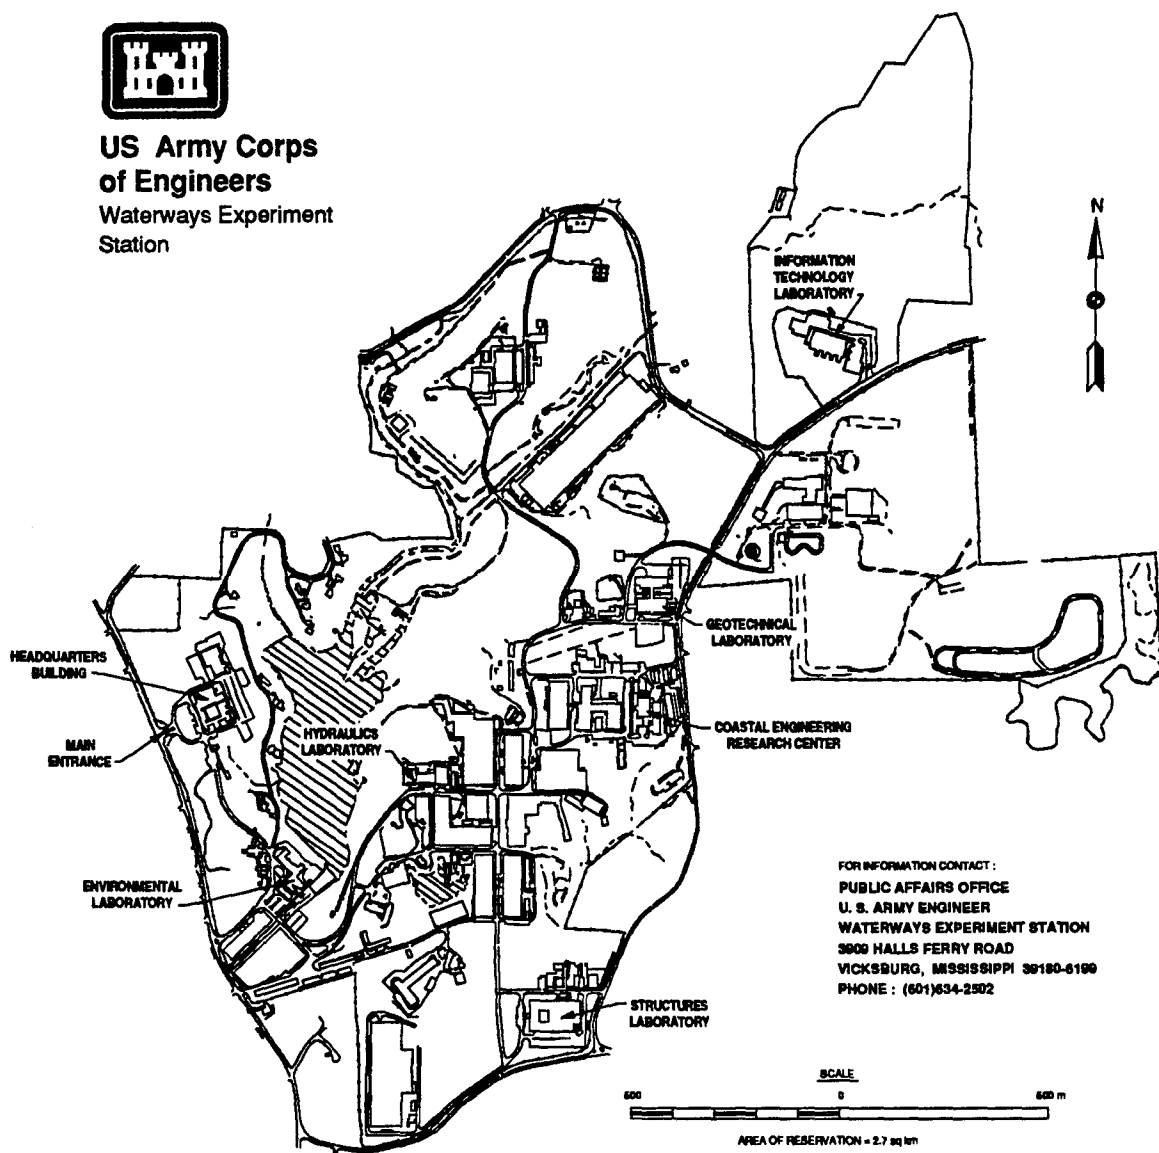 US Army Corps
of Engineers
Waterways Experiment
Station
N
INFORMATION
TECHNOLOGY
LABORATORY
GEOTECHNICAL
LABORATORY
HEADQUARTERS
BUILDING
HYDRAULICS
LABORATORY
COASTAL ENGINEERING
RESEARCH CENTER
MAIN
ENTRANCE
ENVIRONMENTAL
LABORATORY
FOR INFORMATION CONTACT :
PUBLIC AFFAIRS OFFICE
U. S. ARMY ENGINEER
WATERWAYS EXPERIMENT STATION
3909 HALLS FERRY ROAD
VICKSBURG, MISSISSIPPI 39180-6199
PHONE : (601)634-2502
STRUCTURES
LABORATORY
SCALE
500 0 500 m
AREA OF RESERVATION = 2.7 sq km